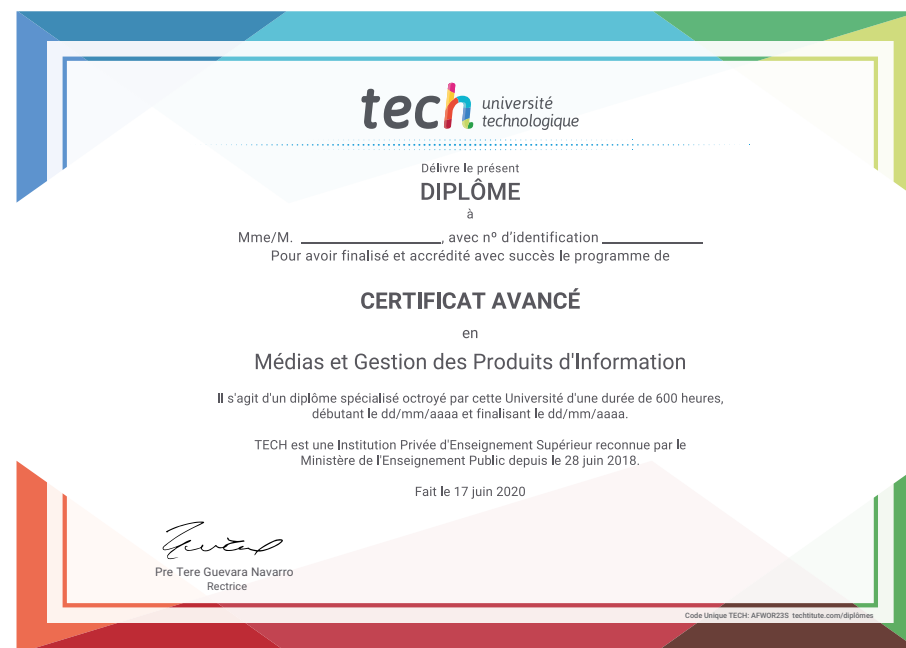 tech université
technologique
Délivre le présent
DIPLÔME
à
Mme/M. ____________________, avec nº d'identification ______________
Pour avoir finalisé et accrédité avec succès le programme de
CERTIFICAT AVANCÉ
en
Médias et Gestion des Produits d'Information
Il s'agit d'un diplôme spécialisé octroyé par cette Université d'une durée de 600 heures,
débutant le dd/mm/aaaa et finalisant le dd/mm/aaaa.
TECH est une Institution Privée d'Enseignement Supérieur reconnue par le
Ministère de l'Enseignement Public depuis le 28 juin 2018.
Fait le 17 juin 2020
Pre Tere Guevara Navarro
Rectrice
Code Unique TECH: AFWOR23S techtitute.com/diplômes